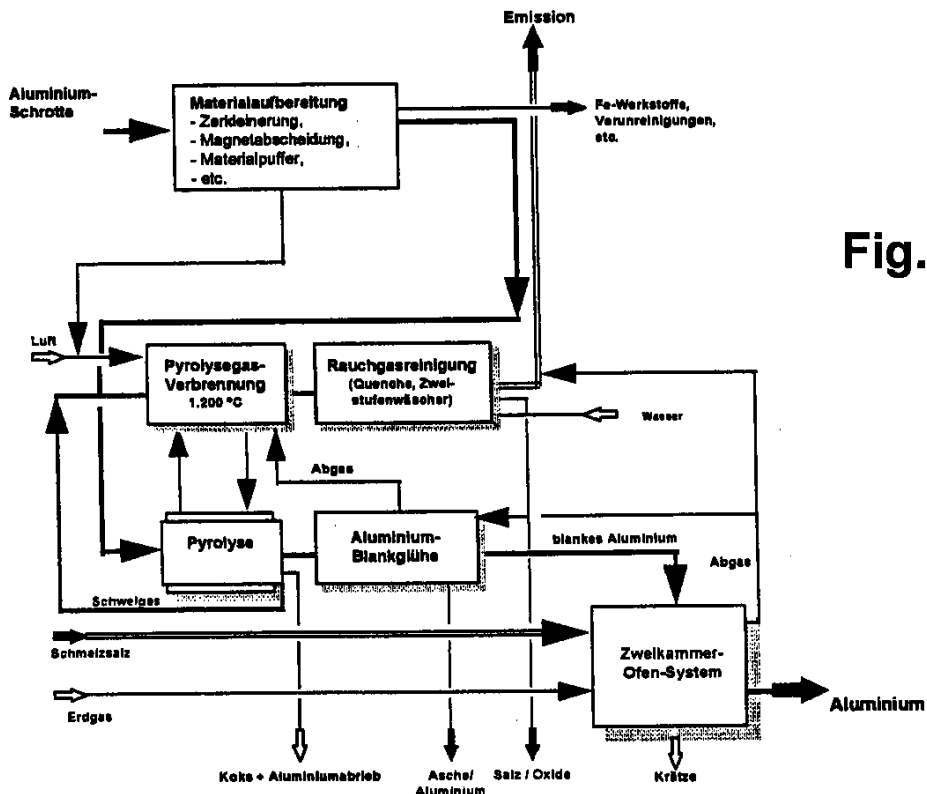 Emission
Aluminium-
Schrotte
Materialaufbereitung
- Zerkleinerung,
- Magnetabscheidung,
- Materialpuffer,
- etc.
Fe-Werkstoffe,
Verunreinigungen,
etc.
Fig.
Luft
Pyrolysegas-
Verbrennung
1.200 °C
Rauchgasreinigung
(Quenche, Zwei-
stufenwäscher)
Wasser
Abgas
Pyrolyse
Aluminium-
Blankglühe
blankes Aluminium
Abgas
Schwelgas
Schmelzsalz
Zweikammer-
Ofen-System
Erdgas
Aluminium
Koks + Aluminiumabrieb
Asche/
Aluminium
Salz / Oxide
Krätze